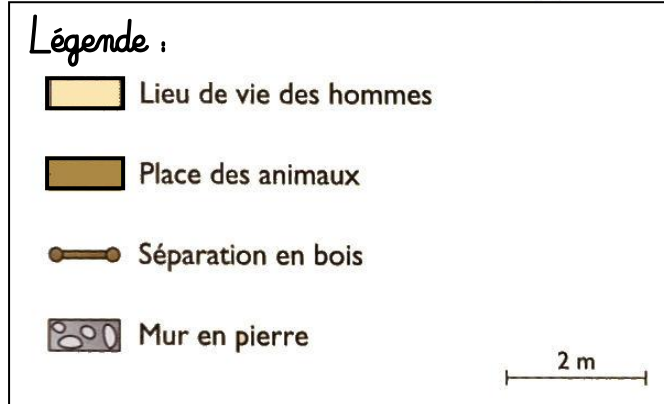 Légende :
Lieu de vie des hommes
Place des animaux
Séparation en bois
Mur en pierre
2 m